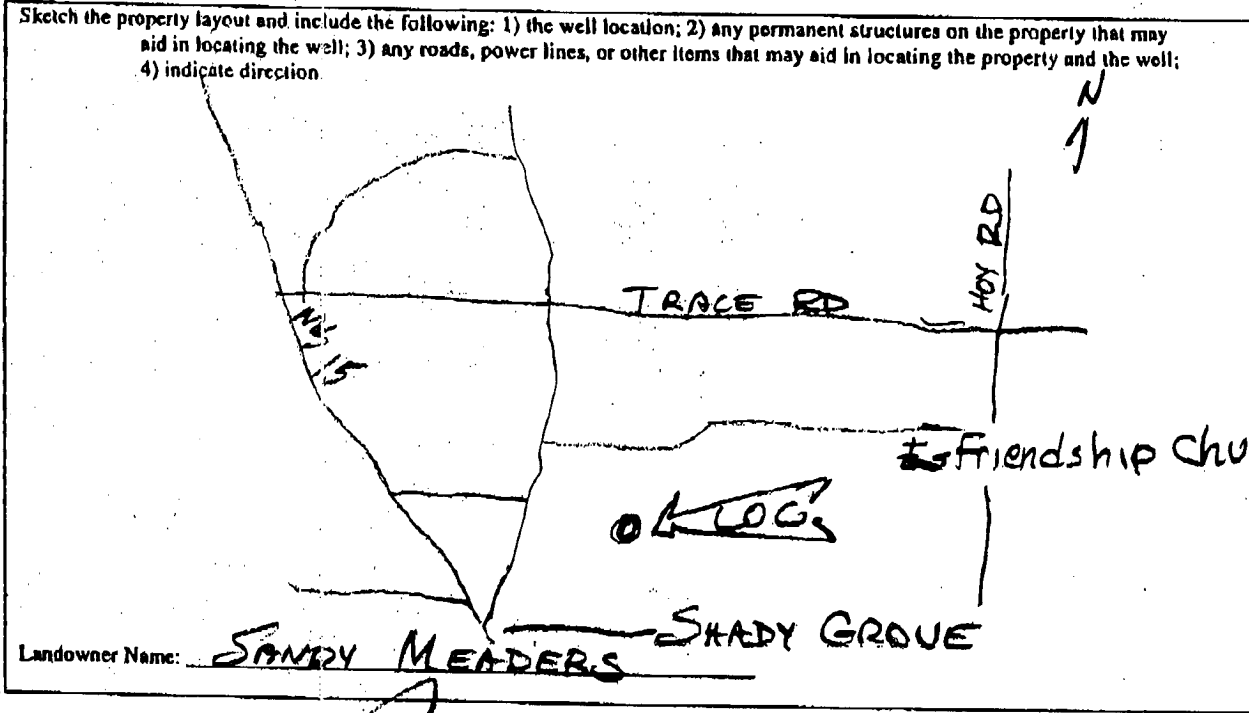 Sketch the property layout and include the following: 1) the well location; 2) any permanent structures on the property that may
aid in locating the well; 3) any roads, power lines, or other items that may aid in locating the property and the well;
4) indicate direction
N
HOY RD
TRACE RD
15
Friendship Chu
LOC.
SHADY GROVE
Landowner Name: SANDY MEADERS